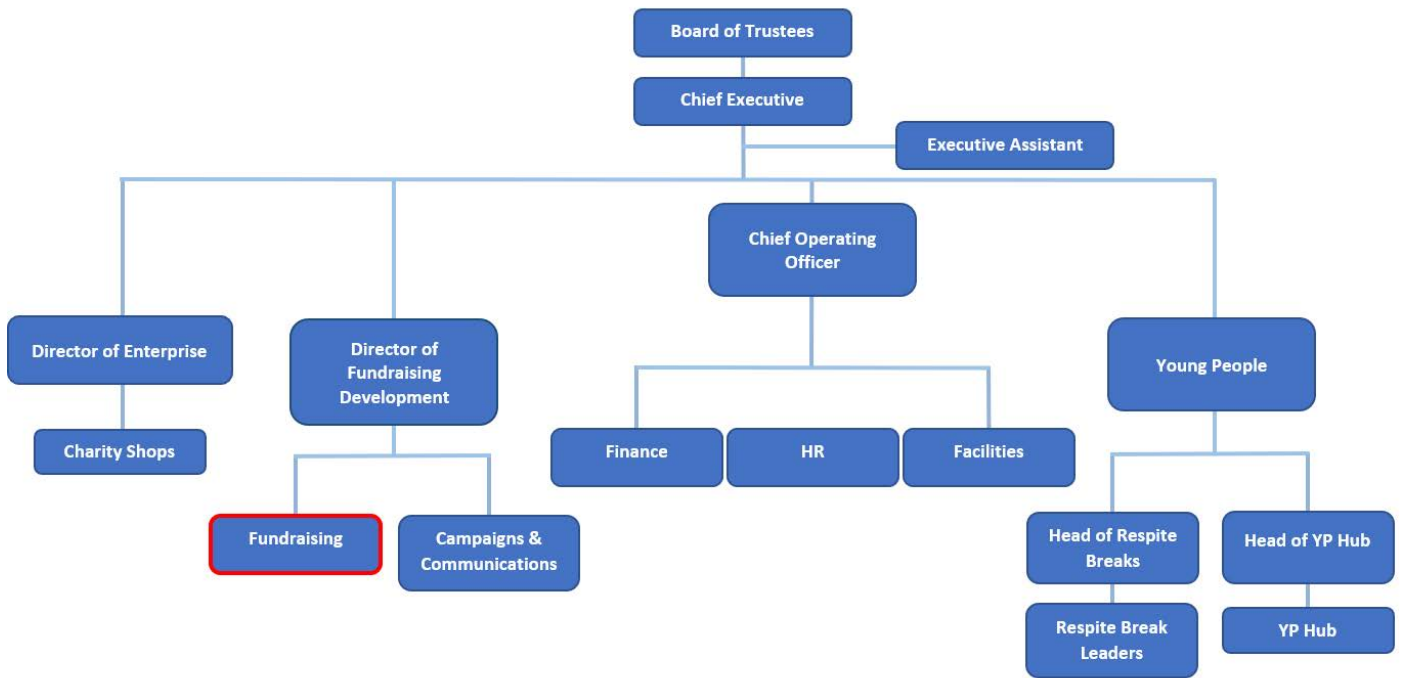 Board of Trustees
Chief Executive
Executive Assistant
Chief Operating
Officer
Director of Enterprise
Director of
Fundraising
Development
Young People
Charity Shops
Finance
HR
Facilities
Fundraising
Campaigns &
Communications
Head of Respite
Breaks
Head of YP Hub
Respite Break
Leaders
YP Hub